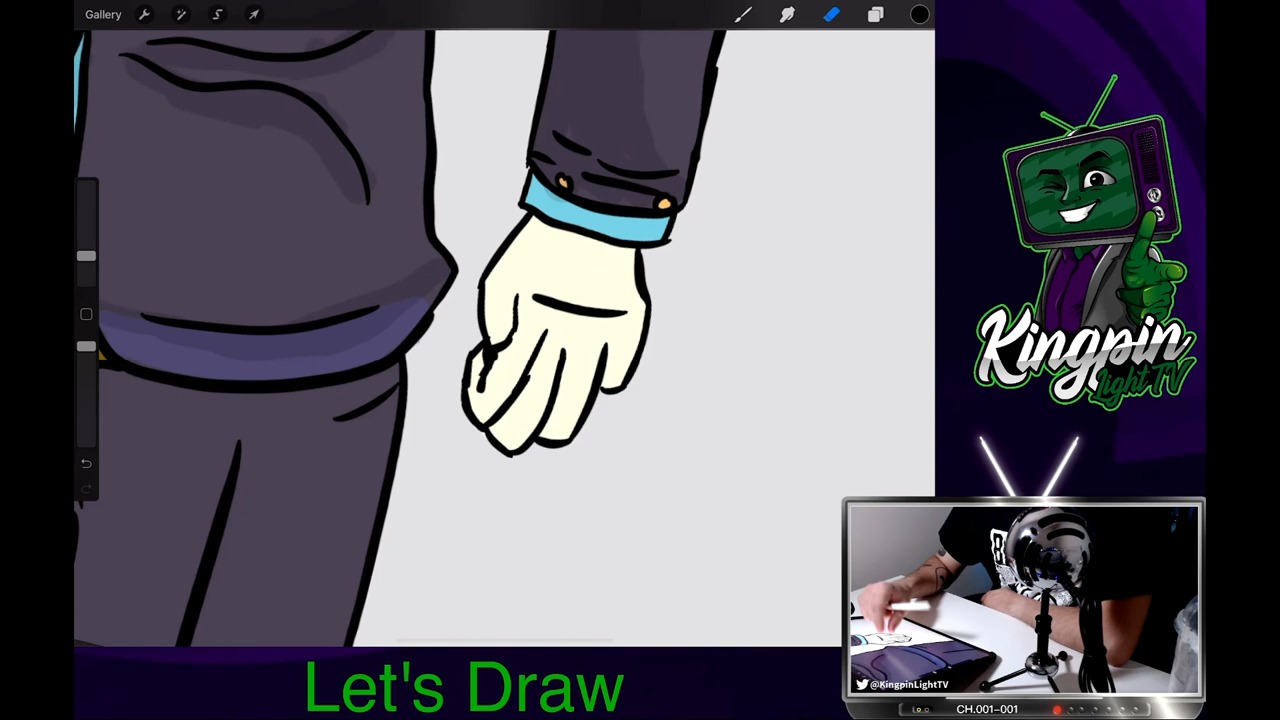 Gallery
Kingpin
Light TV
@KingpinLightTV
CH.001-001
Let's Draw